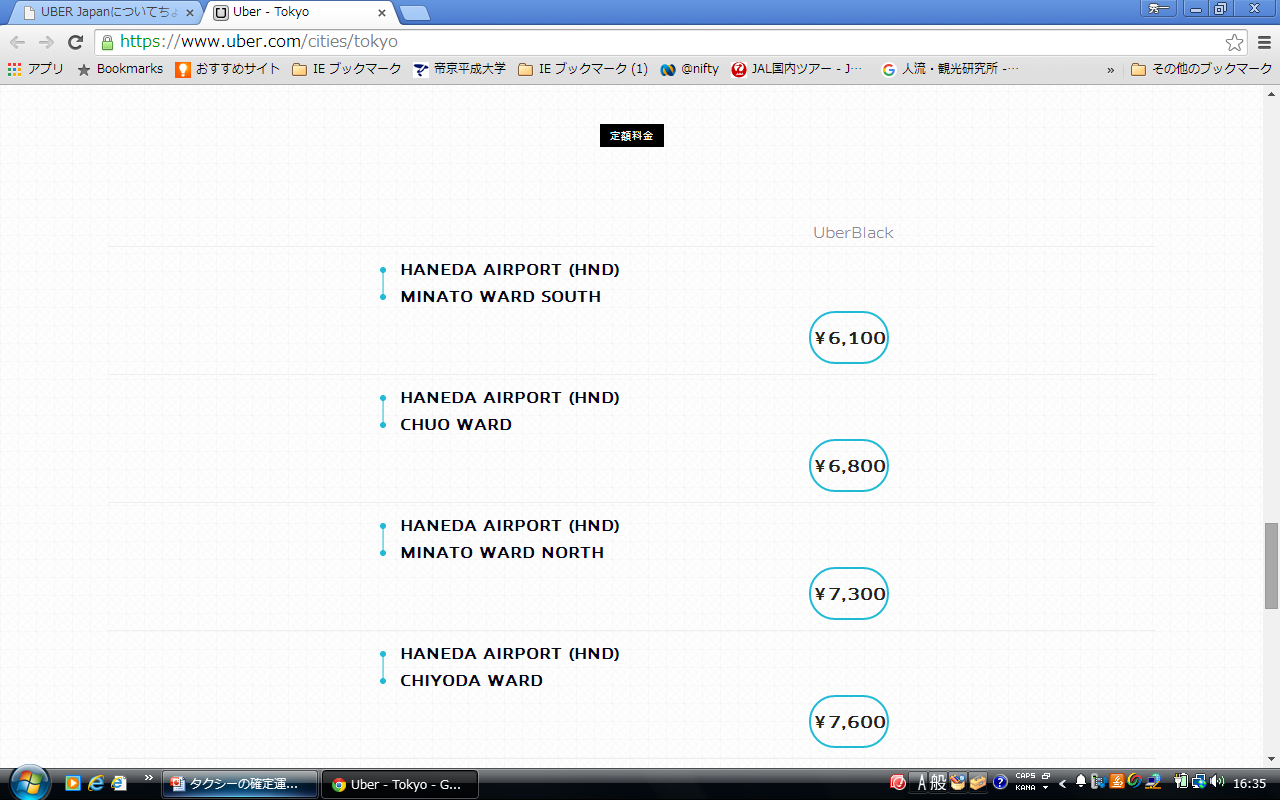 UBER Japanについてちょ
Uber - Tokyo
秀一
https://www.uber.com/cities/tokyo
アプリ
Bookmarks
おすすめサイト
IE ブックマーク
帝京平成大学
IE ブックマーク (1)
@nifty
JAL国内ツアー - J…
人流・観光研究所 -…
»
その他のブックマーク
定額料金
UberBlack
HANEDA AIRPORT (HND)
MINATO WARD SOUTH
¥6,100
HANEDA AIRPORT (HND)
CHUO WARD
¥6,800
HANEDA AIRPORT (HND)
MINATO WARD NORTH
¥7,300
HANEDA AIRPORT (HND)
CHIYODA WARD
¥7,600
»
タクシーの確定運...
Uber - Tokyo - G...
A 般
CAPS
KANA
16:35